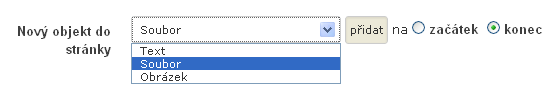 Nový objekt do stránky
Soubor
přidat na začátek konec
Text
Soubor
Obrázek